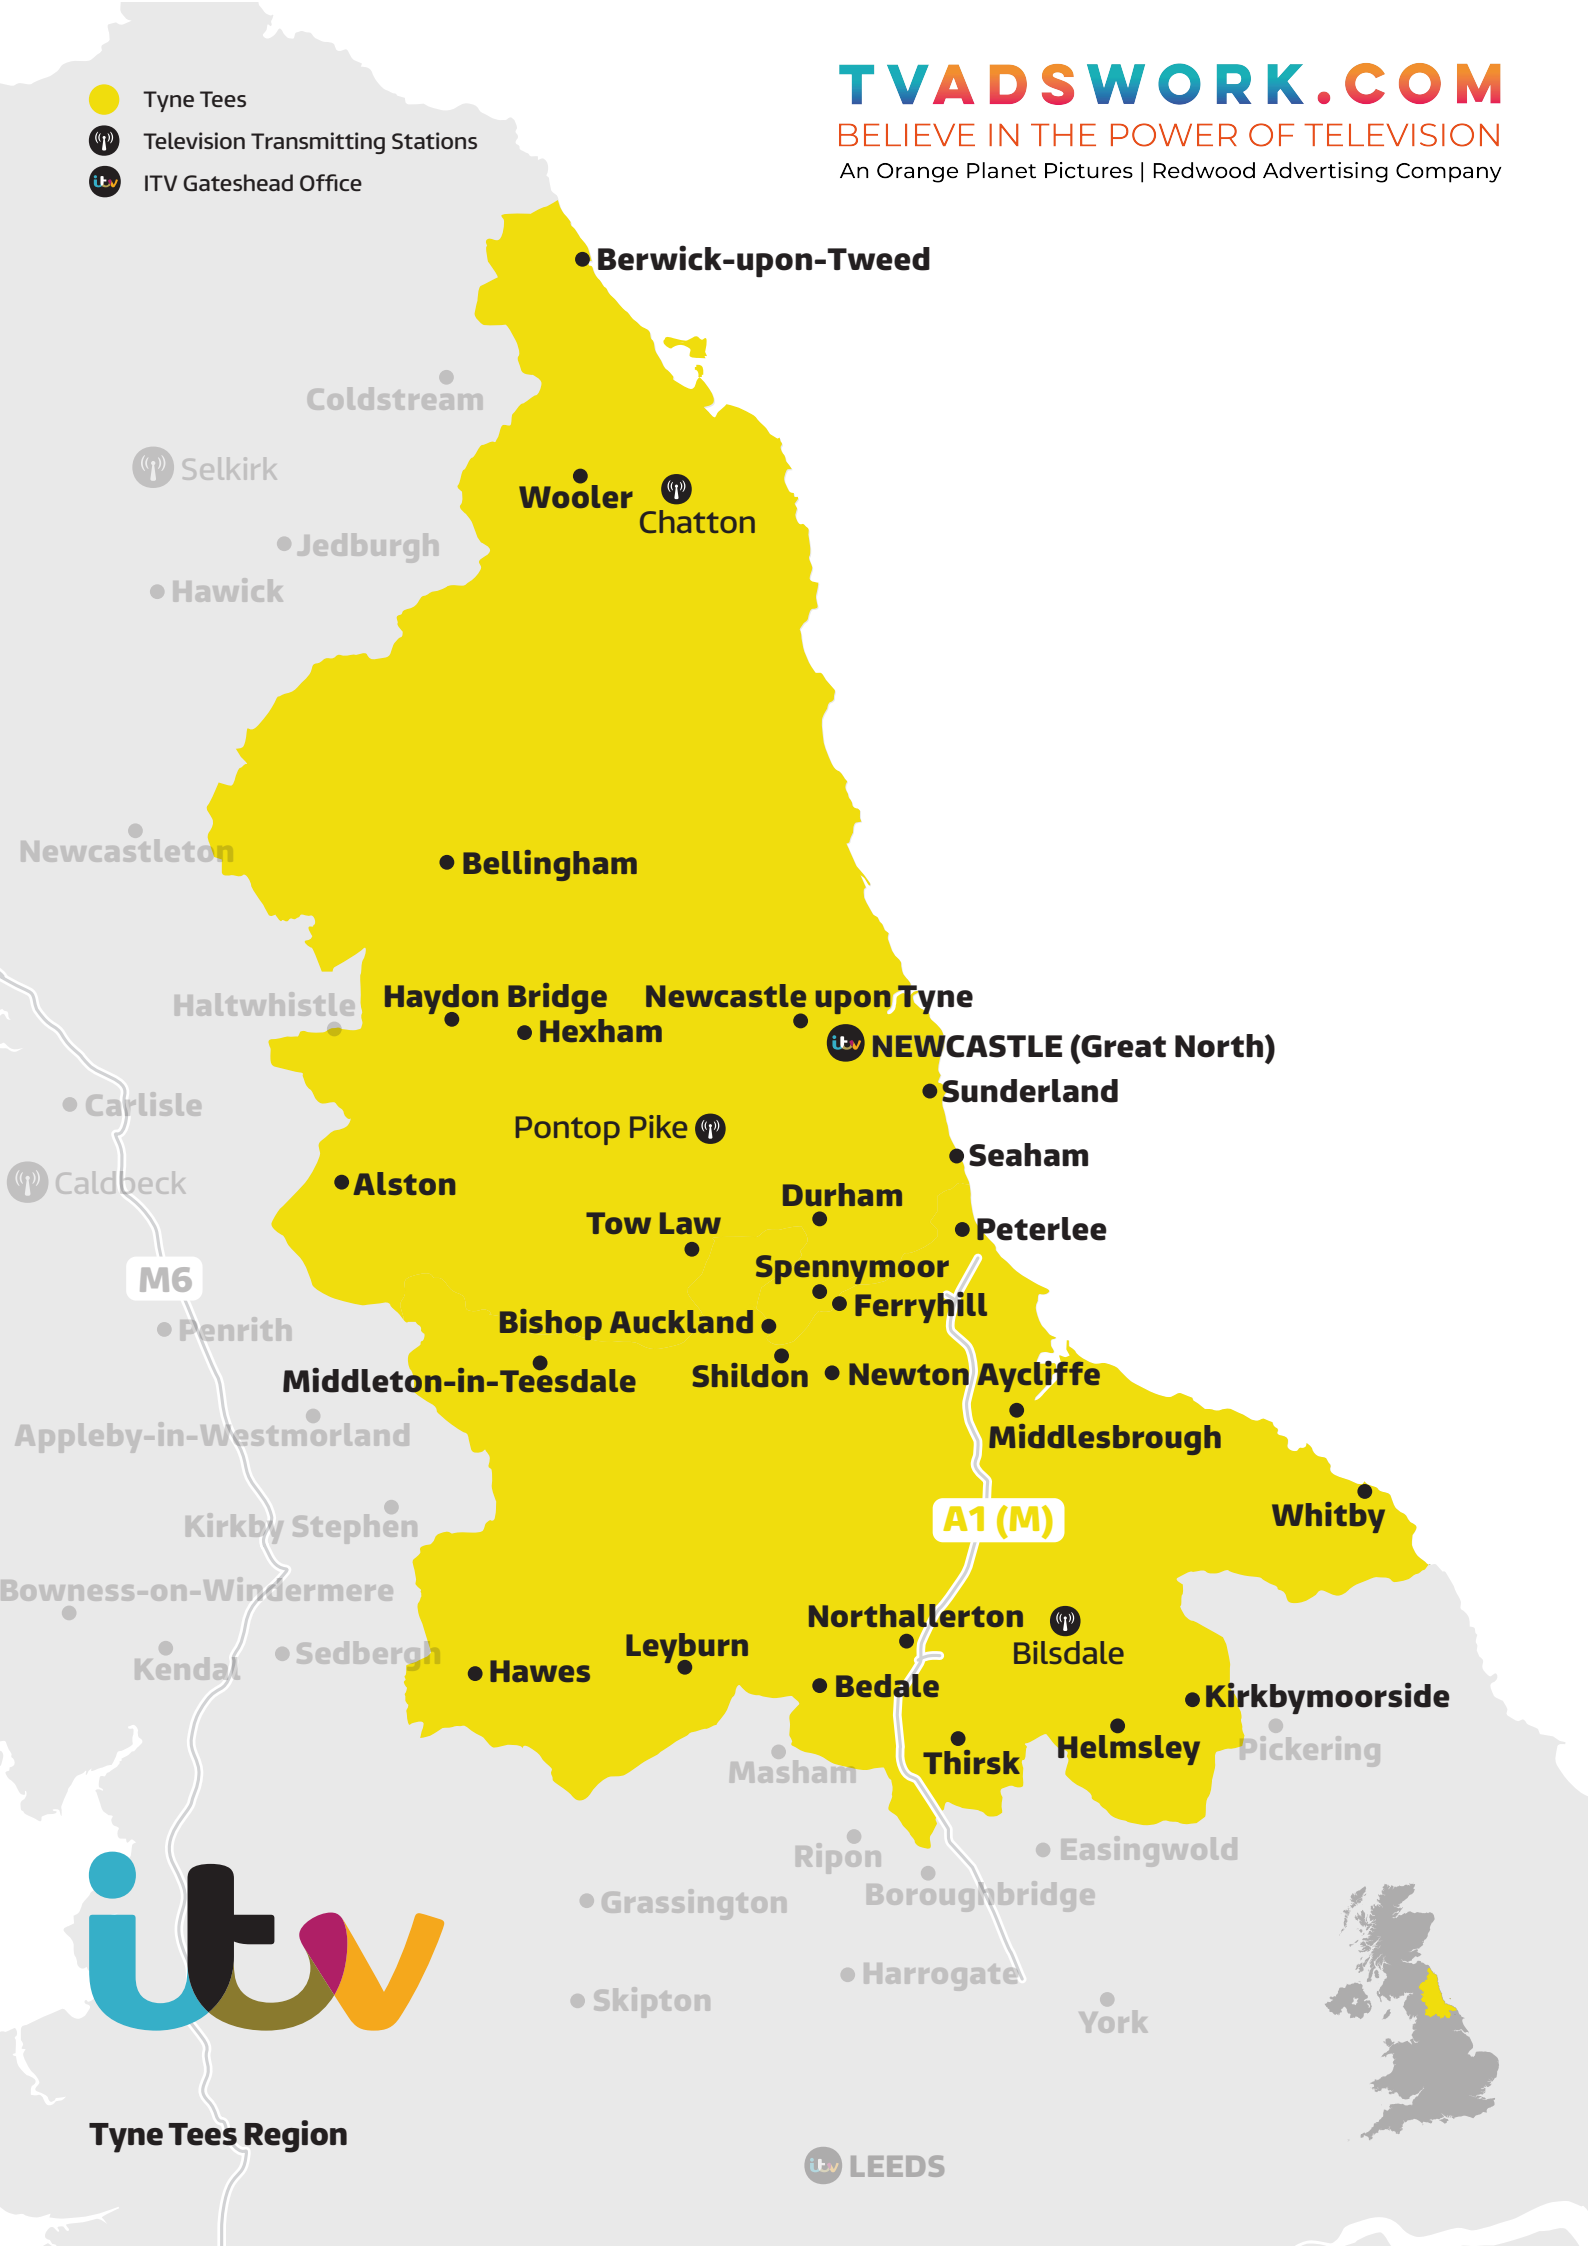 TVADSWORK.COM
BELIEVE IN THE POWER OF TELEVISION
An Orange Planet Pictures | Redwood Advertising Company
Tyne Tees
Television Transmitting Stations
itv
ITV Gateshead Office
Berwick-upon-Tweed
Coldstream
Selkirk
Wooler
Chatton
Jedburgh
Hawick
Newcastleton
Bellingham
Haltwhistle
Haydon Bridge
Newcastle upon Tyne
Hexham
itv
NEWCASTLE (Great North)
Sunderland
Carlisle
Pontop Pike
Seaham
Caldbeck
Alston
Durham
Tow Law
Peterlee
Spennymoor
M6
Ferryhill
Bishop Auckland
Penrith
Middleton-in-Teesdale
Shildon
Newton Aycliffe
Appleby-in-Westmorland
Middlesbrough
Kirkby Stephen
A1 (M)
Whitby
Bowness-on-Windermere
Northallerton
Kendal
Sedbergh
Leyburn
Bilsdale
Hawes
Bedale
Kirkbymoorside
Masham
Thirsk
Helmsley
Pickering
Ripon
Easingwold
Boroughbridge
Grassington
itv
Harrogate
Skipton
York
Tyne Tees Region
itv
LEEDS